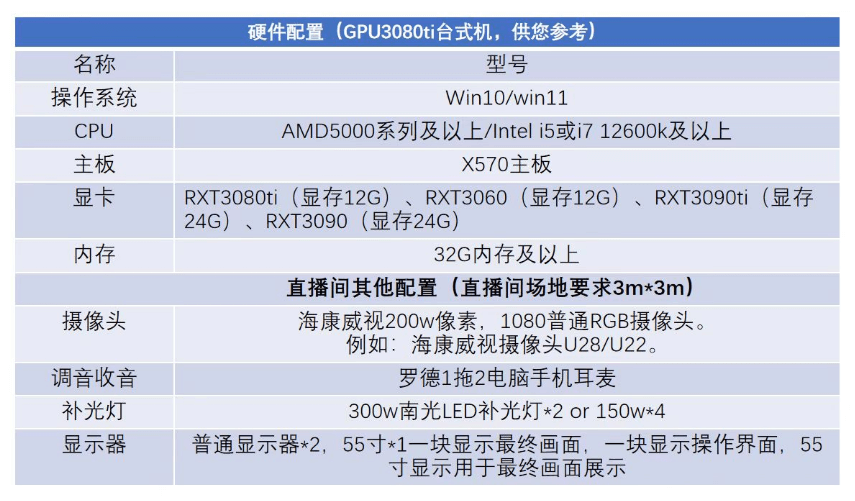 硬件配置（GPU3080ti台式机，供您参考）
名称 型号
操作系统 Win10/win11
CPU AMD5000系列及以上/Intel i5或i7 12600k及以上
主板 X570主板
显卡 RXT3080ti（显存12G）、RXT3060（显存12G）、RXT3090ti（显存
24G）、RXT3090（显存24G）
内存 32G内存及以上
直播间其他配置（直播间场地要求3m*3m）
摄像头 海康威视200w像素，1080普通RGB摄像头。
例如：海康威视摄像头U28/U22。
调音收音 罗德1拖2电脑手机耳麦
补光灯 300w南光LED补光灯*2 or 150w*4
显示器 普通显示器*2，55寸*1一块显示最终画面，一块显示操作界面，55
寸显示用于最终画面展示